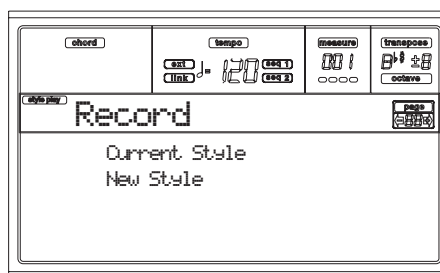 chord
tempo
measure
transpose
ext
link
♩= 120
seq 1
seq 2
001
B♭♮ ±8
octave
style play
Record
page
88
Current Style
New Style